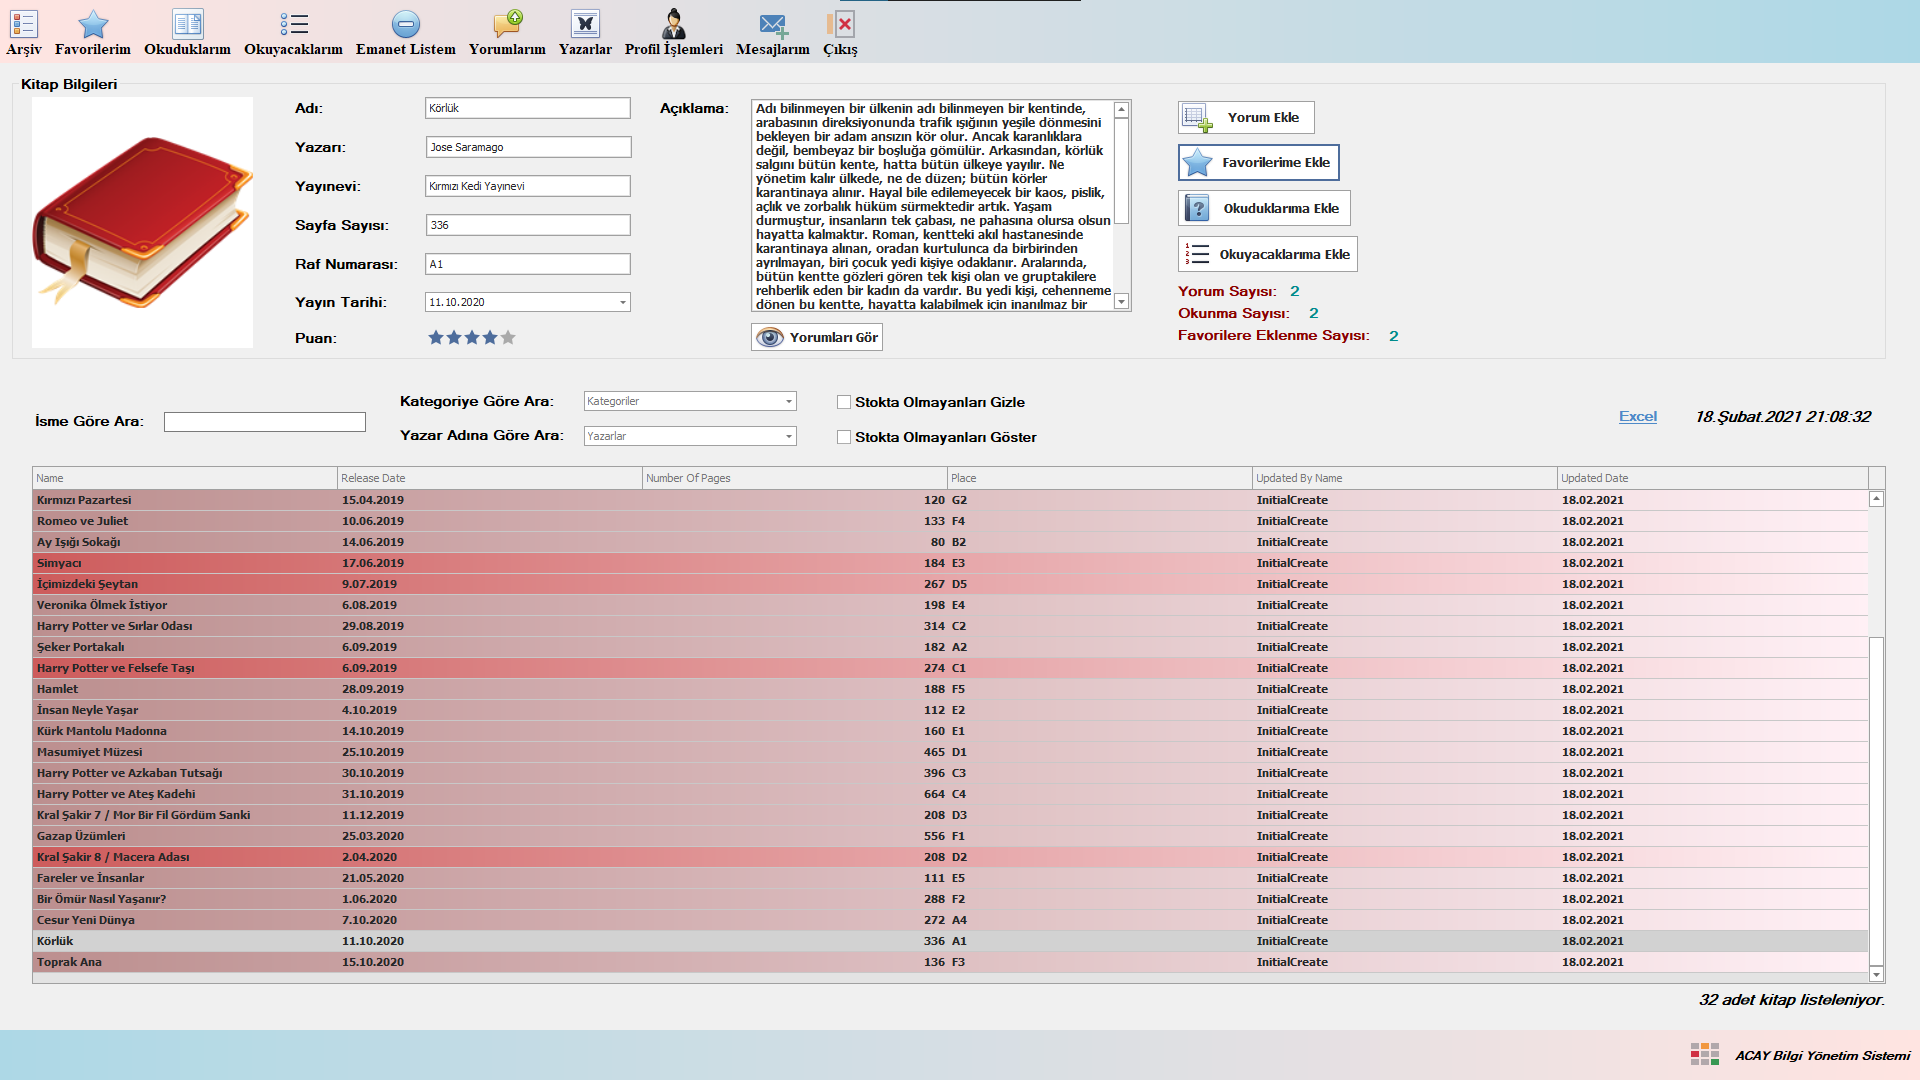 Arşiv Favorilerim Okuduklarım Okuyacaklarım Emanet Listem Yorumlarım Yazarlar Profil İşlemleri Mesajlarım Çıkış
Kitap Bilgileri
Adı: Körlük
Yazarı: Jose Saramago
Yayınevi: Kırmızı Kedi Yayınevi
Sayfa Sayısı: 336
Raf Numarası: A1
Yayın Tarihi: 11.10.2020
Puan:
Açıklama:
Adı bilinmeyen bir ülkenin adı bilinmeyen bir kentinde,
arabasının direksiyonunda trafik ışığının yeşile dönmesini
bekleyen bir adam ansızın kör olur. Ancak karanlıklara
değil, bembeyaz bir boşluğa gömülür. Arkasından, körlük
salgını bütün kente, hatta bütün ülkeye yayılır. Ne
yönetim kalır ülkede, ne de düzen; bütün körler
karantinaya alınır. Hayal bile edilemeyecek bir kaos, pislik,
açlık ve zorbalık hüküm sürmektedir artık. Yaşam
durmuştur, insanların tek çabası, ne pahasına olursa olsun
hayatta kalmaktır. Roman, kentteki akıl hastanesinde
karantinaya alınan, oradan kurtulunca da birbirinden
ayrılmayan, biri çocuk yedi kişiye odaklanır. Aralarında,
bütün kentte gözleri gören tek kişi olan ve gruptakilere
rehberlik eden bir kadın da vardır. Bu yedi kişi, cehenneme
dönen bu kentte, hayatta kalabilmek için inanılmaz bir
Yorumları Gör
Yorum Ekle
Favorilerime Ekle
? Okuduklarıma Ekle
1 2 3 Okuyacaklarıma Ekle
Yorum Sayısı: 2
Okunma Sayısı: 2
Favorilere Eklenme Sayısı: 2
İsme Göre Ara:
Kategoriye Göre Ara: Kategoriler
Yazar Adına Göre Ara: Yazarlar
Stokta Olmayanları Gizle
Stokta Olmayanları Göster
Excel 18.Şubat.2021 21:08:32
Name Release Date Number Of Pages Place Updated By Name Updated Date
Kırmızı Pazartesi 15.04.2019 120 G2 InitialCreate 18.02.2021
Romeo ve Juliet 10.06.2019 133 F4 InitialCreate 18.02.2021
Ay Işığı Sokağı 14.06.2019 80 B2 InitialCreate 18.02.2021
Simyacı 17.06.2019 184 E3 InitialCreate 18.02.2021
İçimizdeki Şeytan 9.07.2019 267 D5 InitialCreate 18.02.2021
Veronika Ölmek İstiyor 6.08.2019 198 E4 InitialCreate 18.02.2021
Harry Potter ve Sırlar Odası 29.08.2019 314 C2 InitialCreate 18.02.2021
Şeker Portakalı 6.09.2019 182 A2 InitialCreate 18.02.2021
Harry Potter ve Felsefe Taşı 6.09.2019 274 C1 InitialCreate 18.02.2021
Hamlet 28.09.2019 188 F5 InitialCreate 18.02.2021
İnsan Neyle Yaşar 4.10.2019 112 E2 InitialCreate 18.02.2021
Kürk Mantolu Madonna 14.10.2019 160 E1 InitialCreate 18.02.2021
Masumiyet Müzesi 25.10.2019 465 D1 InitialCreate 18.02.2021
Harry Potter ve Azkaban Tutsağı 30.10.2019 396 C3 InitialCreate 18.02.2021
Harry Potter ve Ateş Kadehi 31.10.2019 664 C4 InitialCreate 18.02.2021
Kral Şakir 7 / Mor Bir Fil Gördüm Sanki 11.12.2019 208 D3 InitialCreate 18.02.2021
Gazap Üzümleri 25.03.2020 556 F1 InitialCreate 18.02.2021
Kral Şakir 8 / Macera Adası 2.04.2020 208 D2 InitialCreate 18.02.2021
Fareler ve İnsanlar 21.05.2020 111 E5 InitialCreate 18.02.2021
Bir Ömür Nasıl Yaşanır? 1.06.2020 288 F2 InitialCreate 18.02.2021
Cesur Yeni Dünya 7.10.2020 272 A4 InitialCreate 18.02.2021
Körlük 11.10.2020 336 A1 InitialCreate 18.02.2021
Toprak Ana 15.10.2020 136 F3 InitialCreate 18.02.2021
32 adet kitap listeleniyor.
ACAY Bilgi Yönetim Sistemi